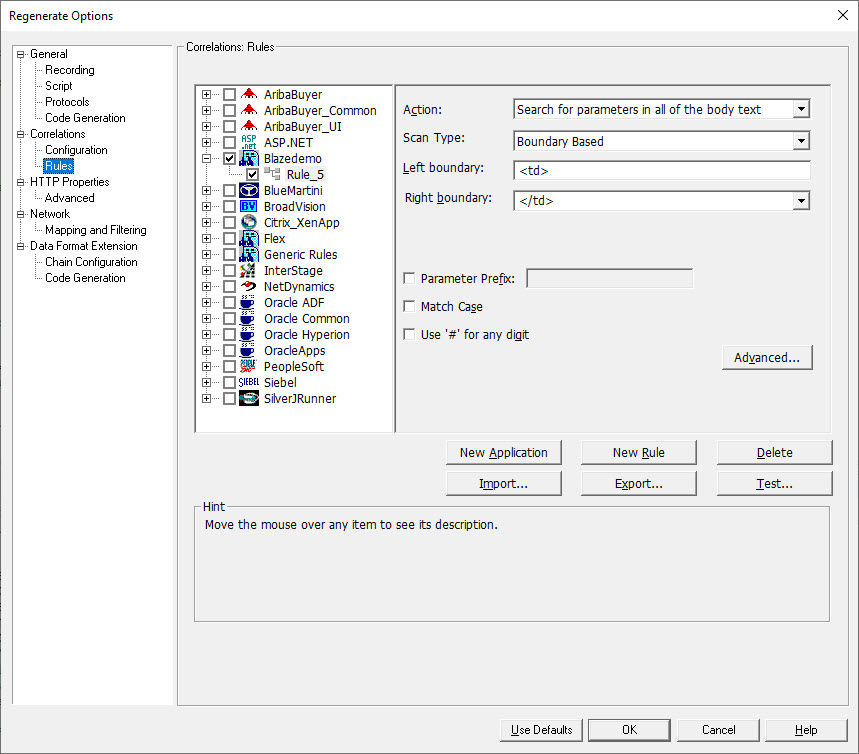 Regenerate Options
General
Recording
Script
Protocols
Code Generation
Correlations
Configuration
Rules
HTTP Properties
Advanced
Network
Mapping and Filtering
Data Format Extension
Chain Configuration
Code Generation
Correlations: Rules
AribaBuyer
AribaBuyer_Common
AribaBuyer_UI
ASP.NET
Blazedemo
Rule_5
BlueMartini
BV BroadVision
Citrix_XenApp
Flex
Generic Rules
InterStage
NetDynamics
Oracle ADF
Oracle Common
Oracle Hyperion
OracleApps
PeopleSoft
SIEBEL Siebel
SilverJRunner
Action: Search for parameters in all of the body text
Scan Type: Boundary Based
Left boundary: <td>
Right boundary: </td>
Parameter Prefix:
Match Case
Use '#' for any digit
Advanced...
New Application New Rule Delete
Import... Export... Test...
Hint
Move the mouse over any item to see its description.
Use Defaults OK Cancel Help